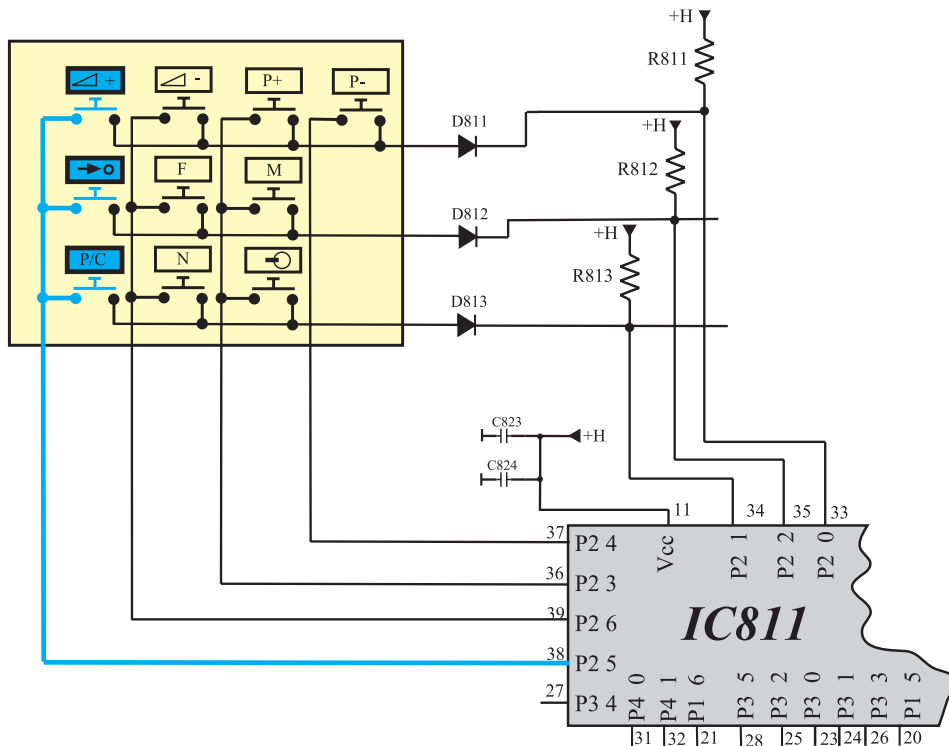 +H
R811
+ - P+ P-
D811
+H
R812
F M
D812
+H
R813
P/C N
D813
C823
+H
C824
11 34 35 33
37 P2 4 Vcc P2 1 P2 2 P2 0
36 P2 3
39 P2 6 IC811
38 P2 5
27 P3 4 P4 0 P4 1 P1 6 P3 5 P3 2 P3 0 P3 1 P3 3 P1 5
31 32 21 28 25 23 24 26 20